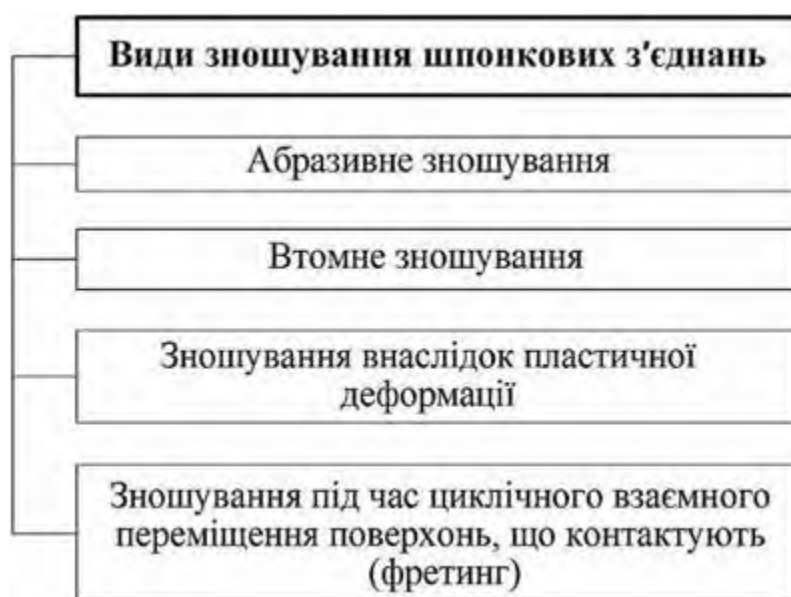 Види зношування шпонкових з'єднань
Абразивне зношування
Втомне зношування
Зношування внаслідок пластичної
деформації
Зношування під час циклічного взаємного
переміщення поверхонь, що контактують
(фретинг)